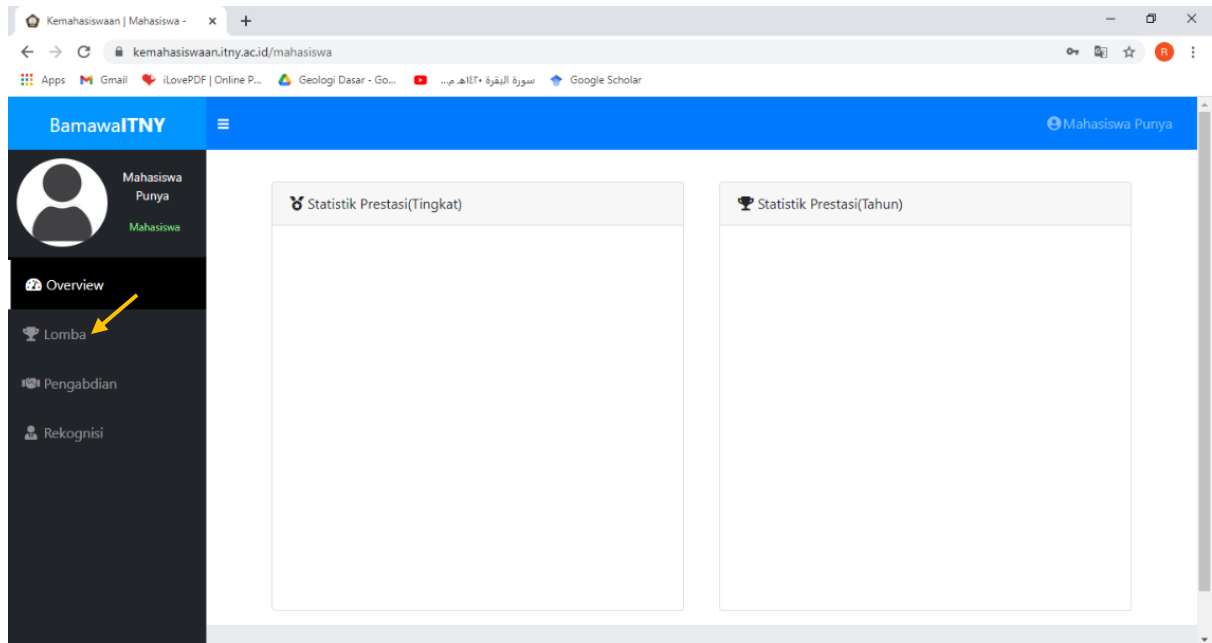 Kemahasiswaan | Mahasiswa -
kemahasiswaan.itny.ac.id/mahasiswa
Apps Gmail iLovePDF | Online P... Geologi Dasar - Go... سورة البقرة ١٤٢٠هـ م... Google Scholar
BamawaITNY Mahasiswa Punya
Mahasiswa
Punya
Mahasiswa
Statistik Prestasi(Tingkat) Statistik Prestasi(Tahun)
Overview
Lomba
Pengabdian
Rekognisi
R